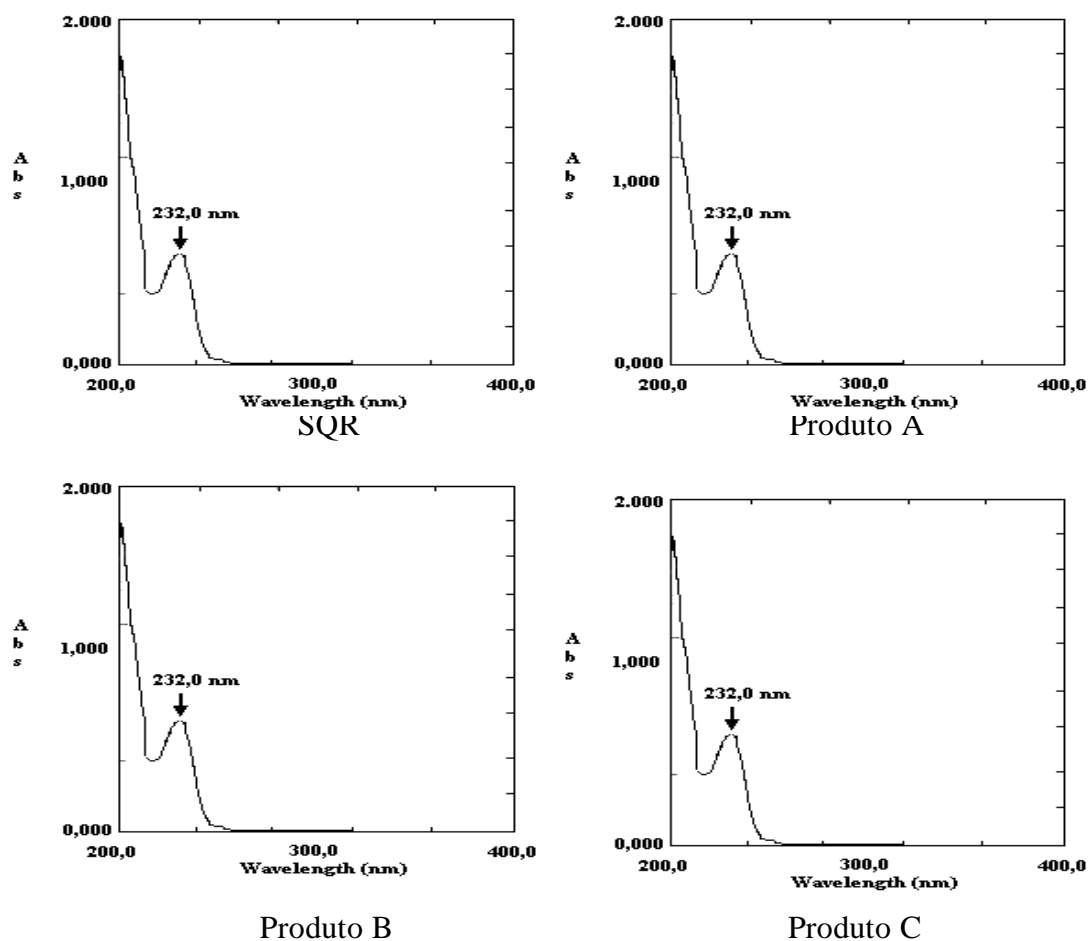 2.000
A
b
s
1,000
232,0 nm
0,000
200,0 300,0 400,0
Wavelength (nm)
SQR
2.000
A
b
s
1,000
232,0 nm
0,000
200,0 300,0 400,0
Wavelength (nm)
Produto A
2.000
A
b
s
1,000
232,0 nm
0,000
200,0 300,0 400,0
Wavelength (nm)
Produto B
2.000
A
b
s
1,000
232,0 nm
0,000
200,0 300,0 400,0
Wavelength (nm)
Produto C